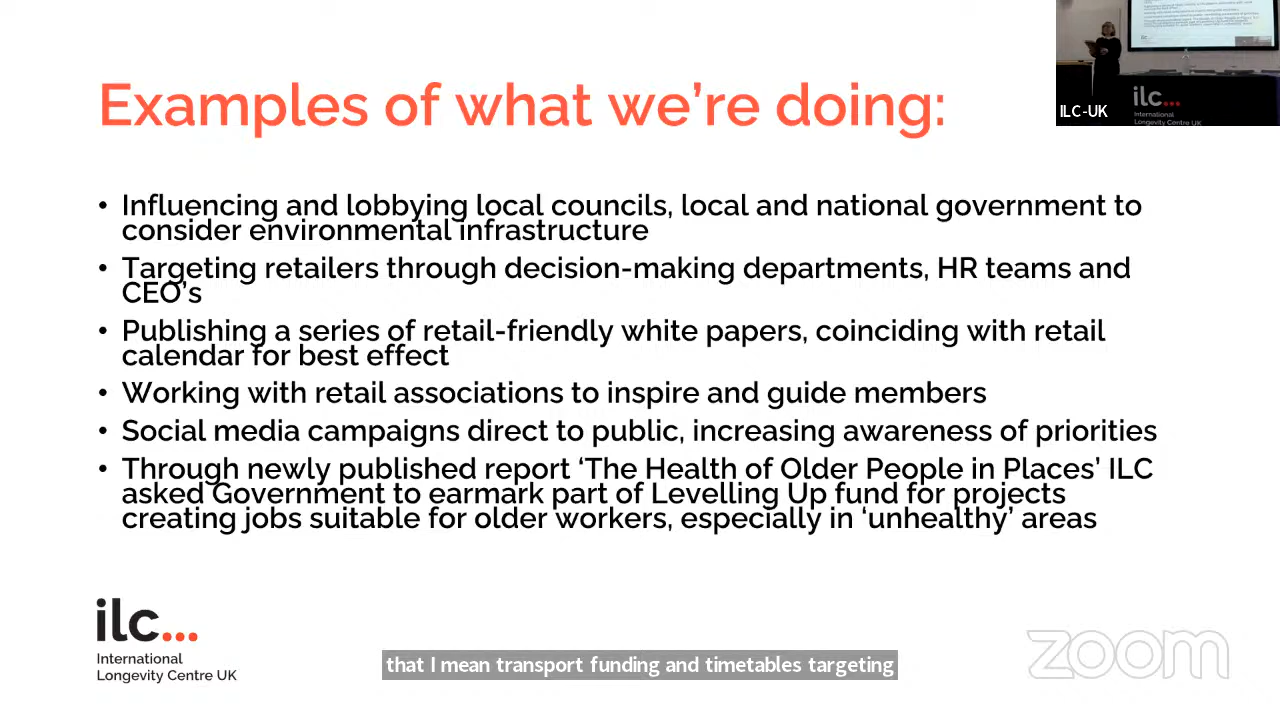 Examples of what we're doing:
• Influencing and lobbying local councils, local and national government to
consider environmental infrastructure
• Targeting retailers through decision-making departments, HR teams and
CEO's
• Publishing a series of retail-friendly white papers, coinciding with retail
calendar for best effect
• Working with retail associations to inspire and guide members
• Social media campaigns direct to public, increasing awareness of priorities
• Through newly published report ‘The Health of Older People in Places’ ILC
asked Government to earmark part of Levelling Up fund for projects
creating jobs suitable for older workers, especially in ‘unhealthy’ areas
ilc...
International
Longevity Centre UK
that I mean transport funding and timetables targeting
zoom
ILC-UK
ilc...
International
Longevity Centre UK